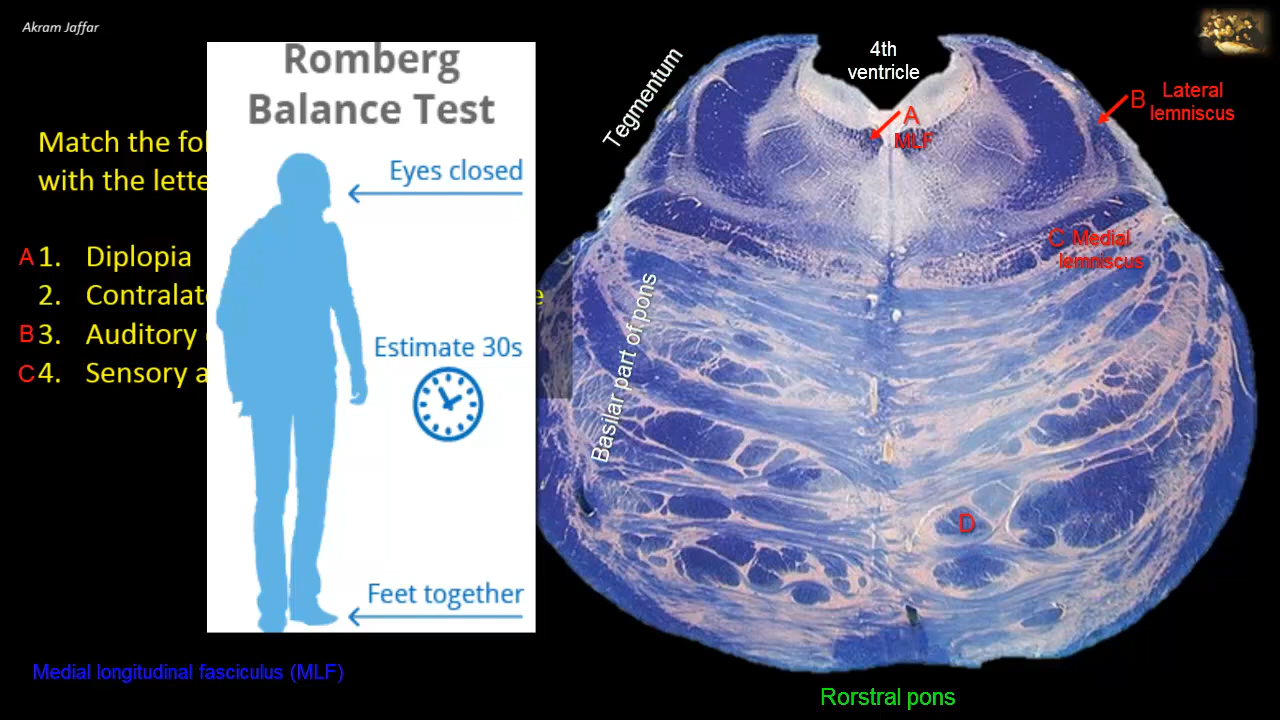 Akram Jaffar
Match the fol
with the lette
A 1. Diplopia
2. Contralat e
B 3. Auditory
C 4. Sensory a
Romberg
Balance Test
Eyes closed
Estimate 30s
Feet together
Medial longitudinal fasciculus (MLF)
Tegmentum
4th
ventricle
A
MLF
B Lateral
lemniscus
C Medial
lemniscus
Basilar part of pons
D
Rorstral pons